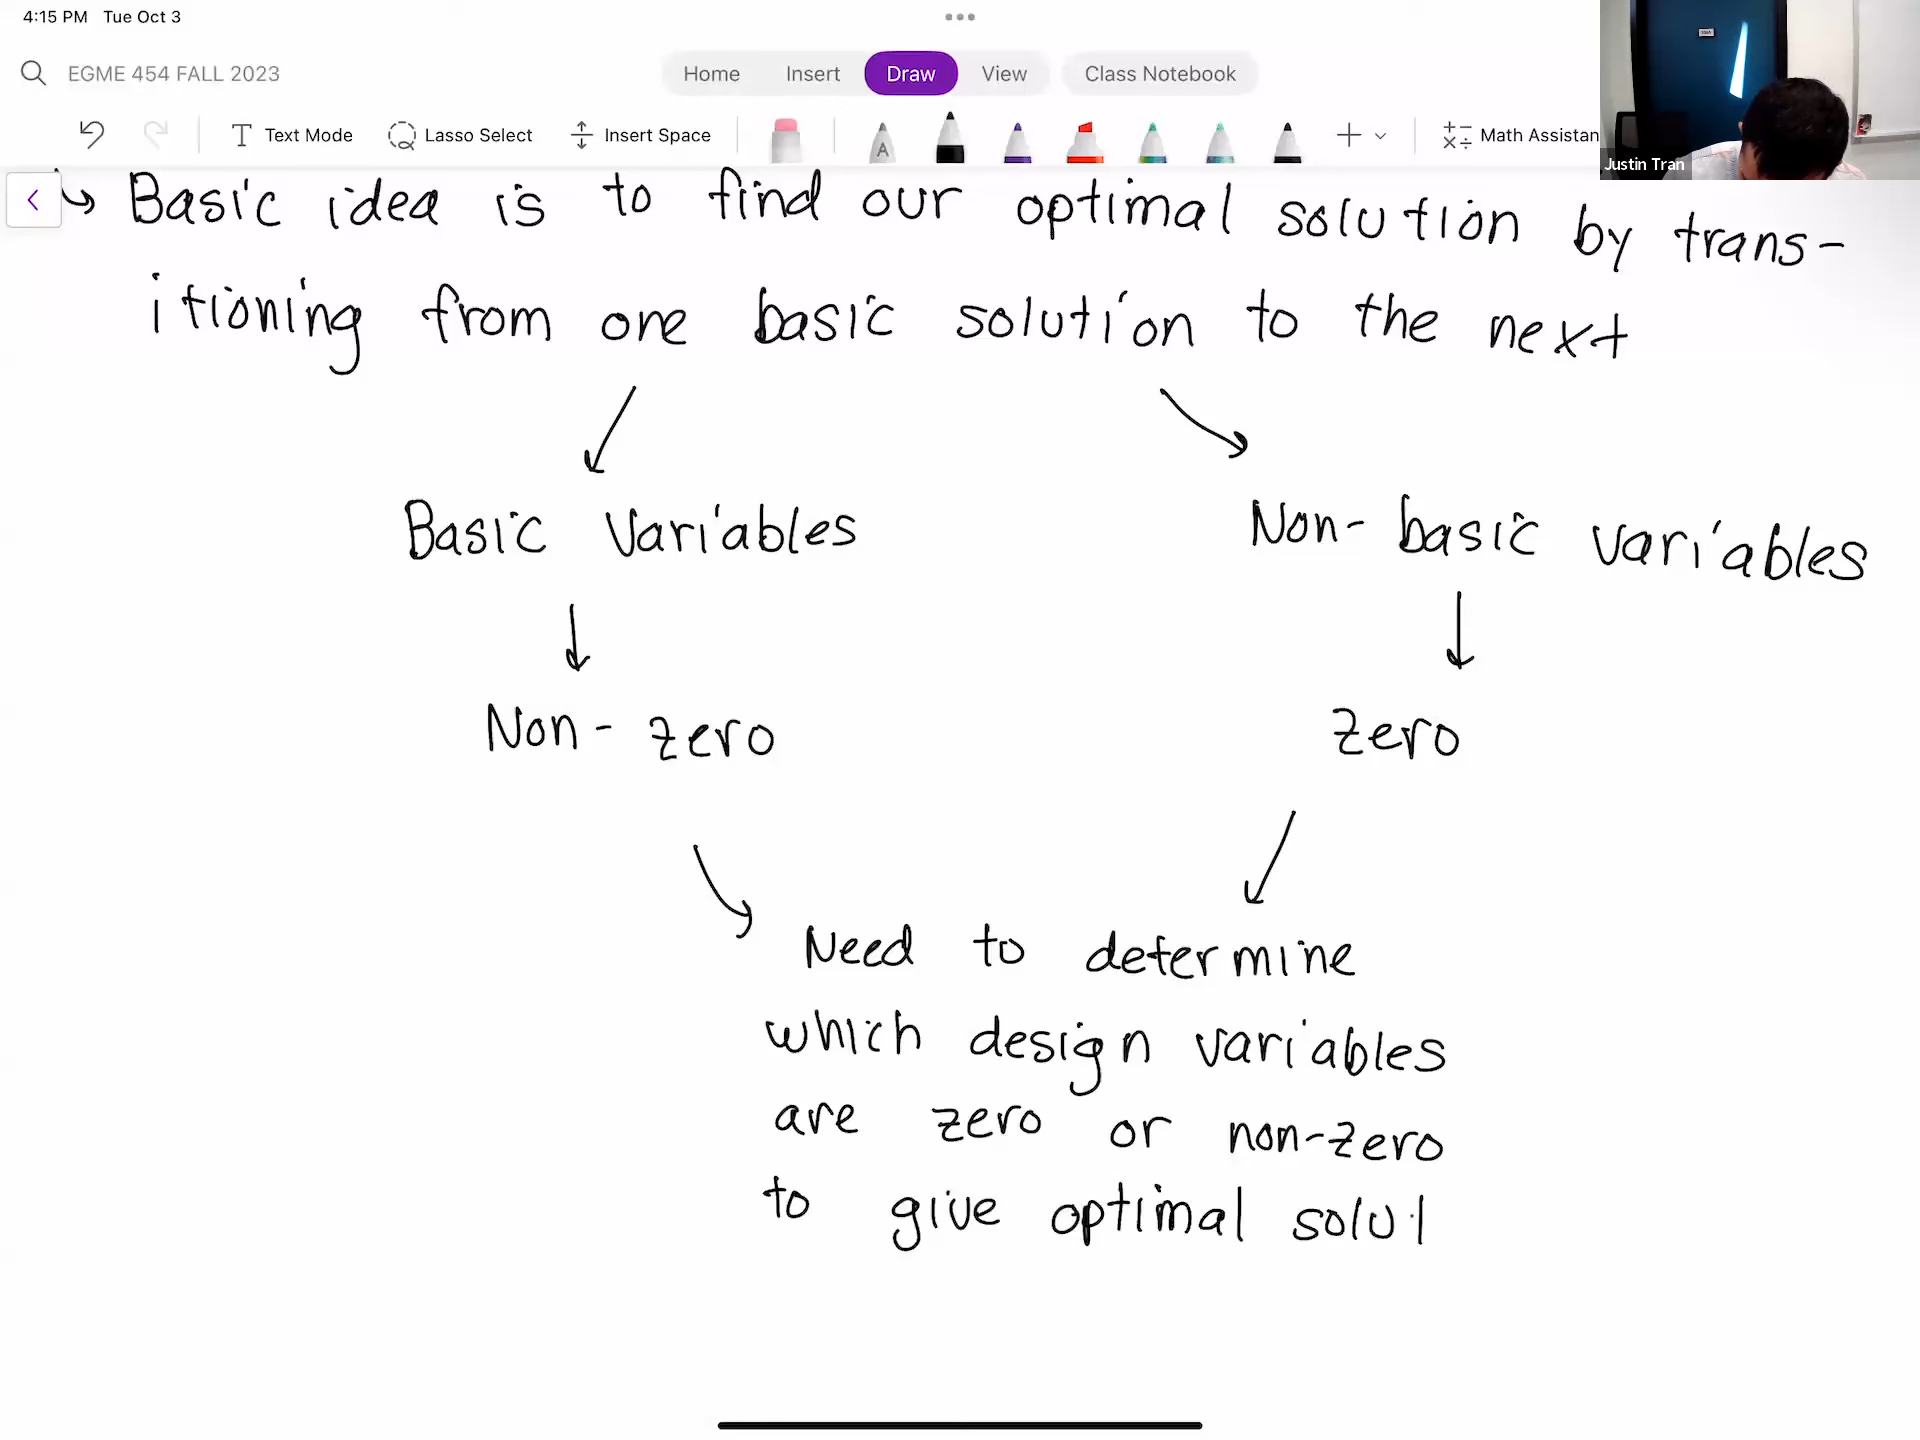 4:15 PM Tue Oct 3
EGME 454 FALL 2023
Home Insert Draw View Class Notebook
Text Mode Lasso Select Insert Space A Math Assistan
Justin Tran
Basic idea is to find our optimal solution by trans-
itioning from one basic solution to the next
Basic Variables Non-basic variables
Non-zero Zero
Need to determine
which design variables
are zero or non-zero
to give optimal solut